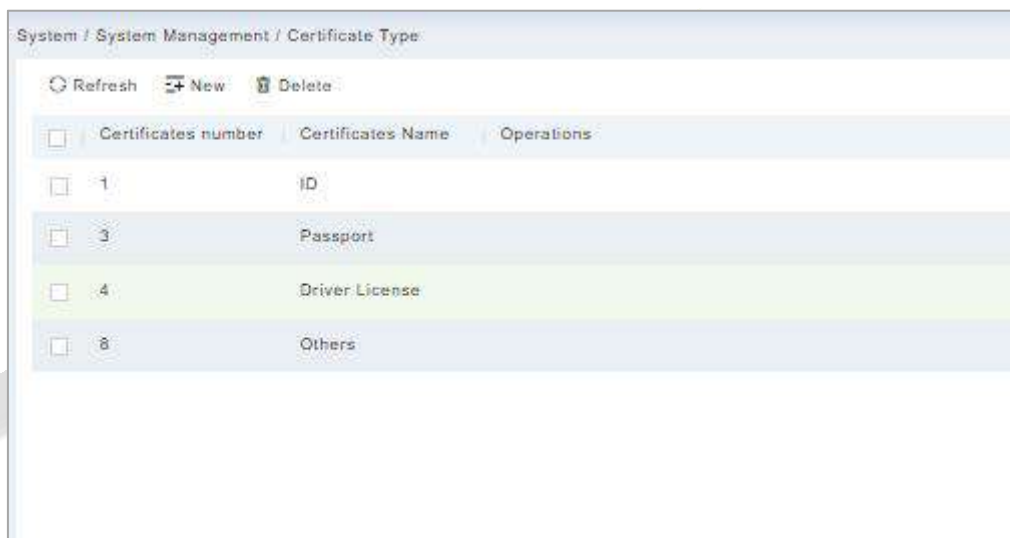 System / System Management / Certificate Type
Refresh New Delete
Certificates number Certificates Name Operations
1 ID
3 Passport
4 Driver License
8 Others